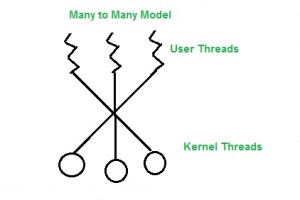 Many to Many Model
User Threads
Kernel Threads